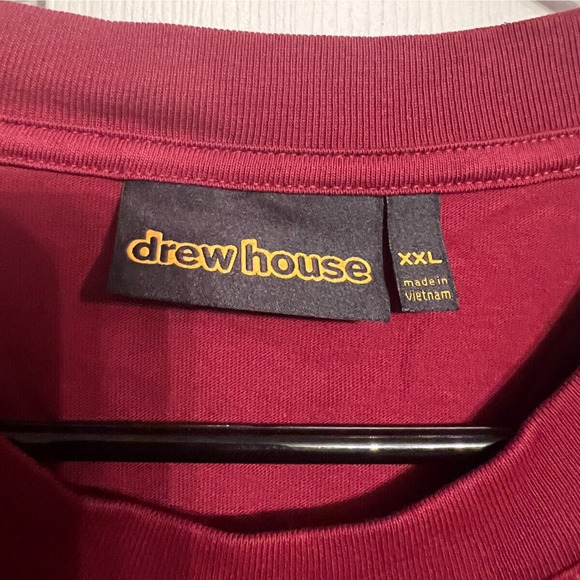 drew house
XXL
made in
Vietnam